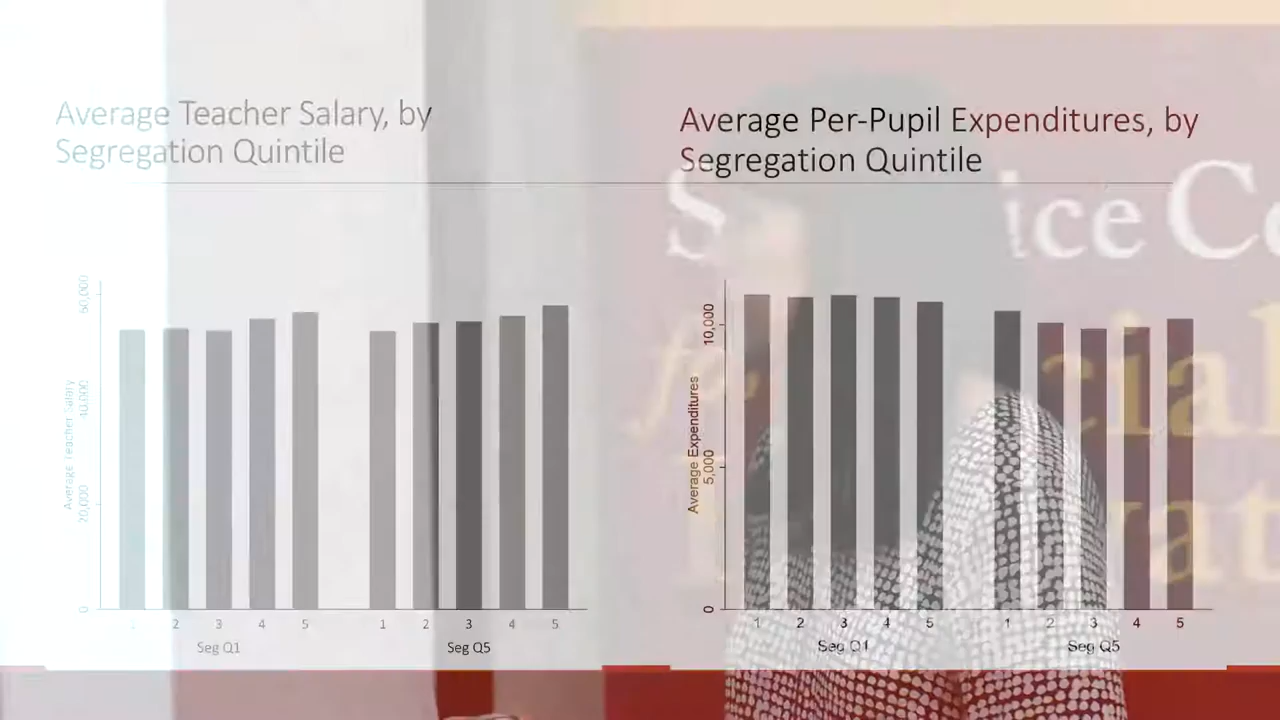 Average Teacher Salary, by
Segregation Quintile
Average Teacher Salary
0
20,000
40,000
60,000
1 2 3 4 5
1 2 3 4 5
Seg Q1
Seg Q5
Average Per-Pupil Expenditures, by
Segregation Quintile
Average Expenditures
0
5,000
10,000
1 2 3 4 5
1 2 3 4 5
Seg Q1
Seg Q5